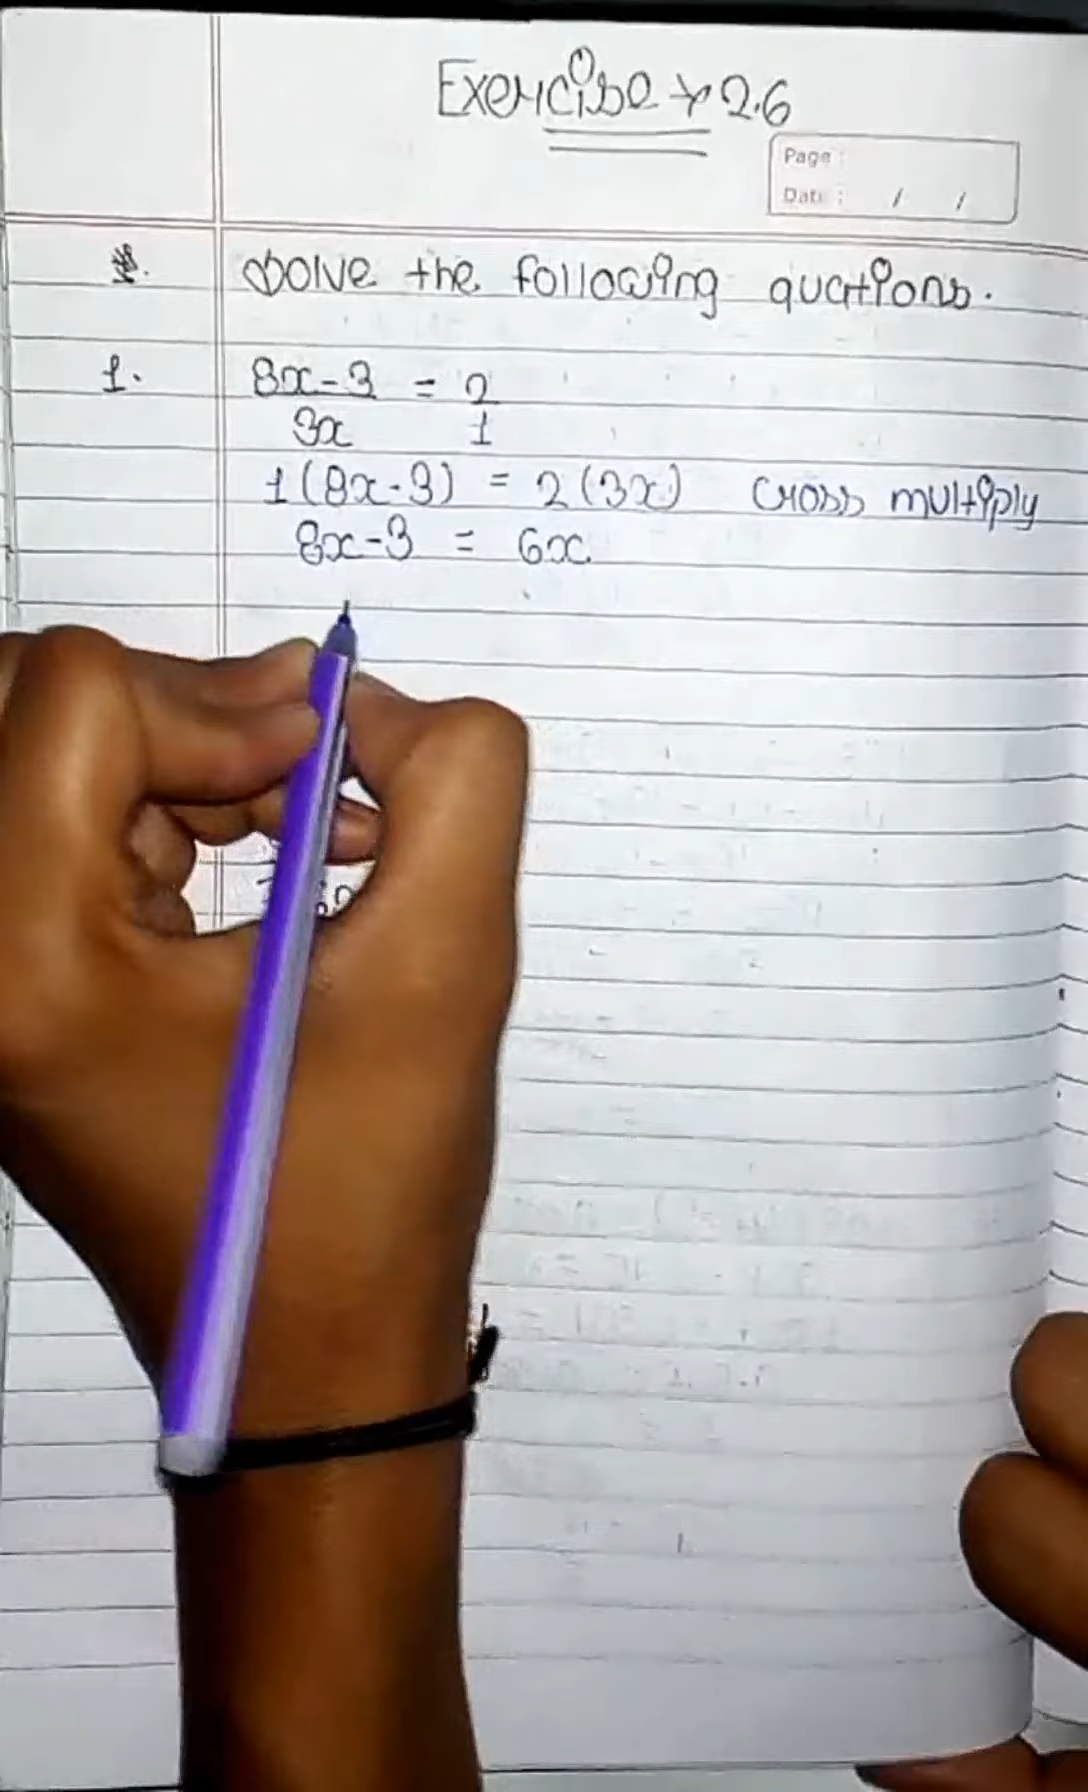 Exercise → 2.6
Page :
Date : / /
Solve the following quations.
1. 8x-3 = 2
3x 1
1(8x-3) = 2(3x) cross multiply
8x-3 = 6x